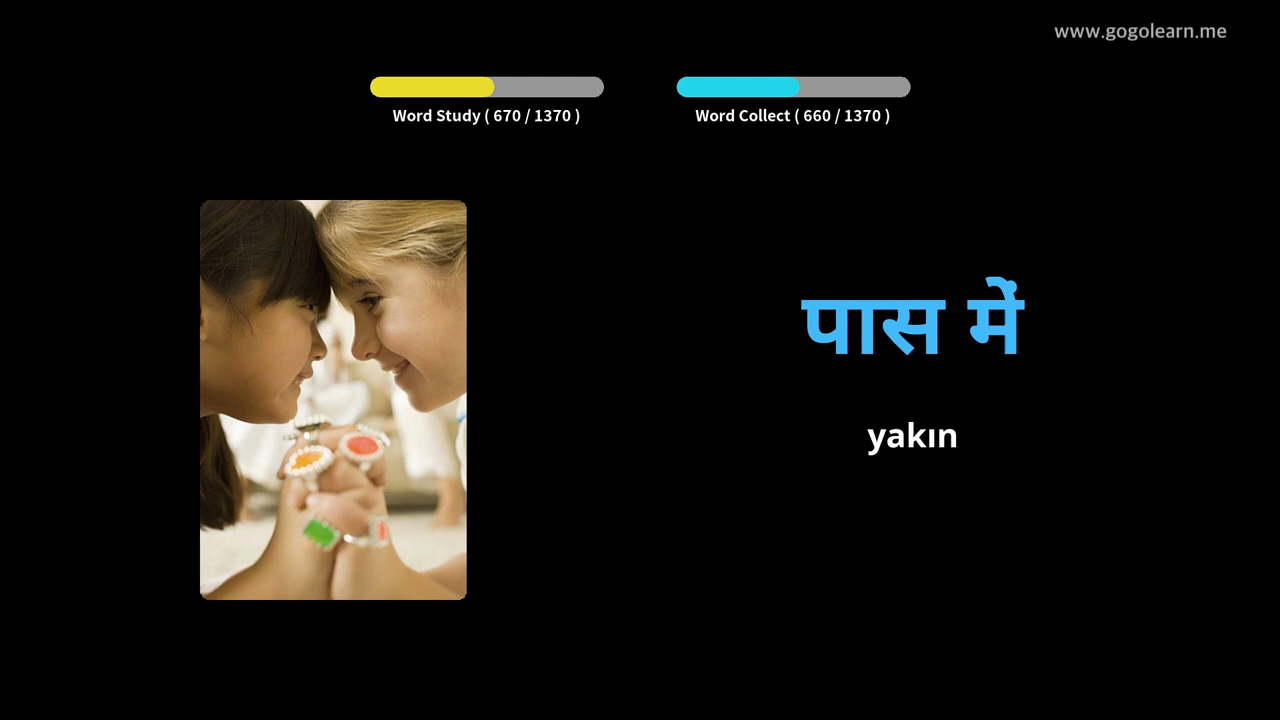 www.gogolearn.me
Word Study ( 670 / 1370 )
Word Collect ( 660 / 1370 )
पास में
yakın